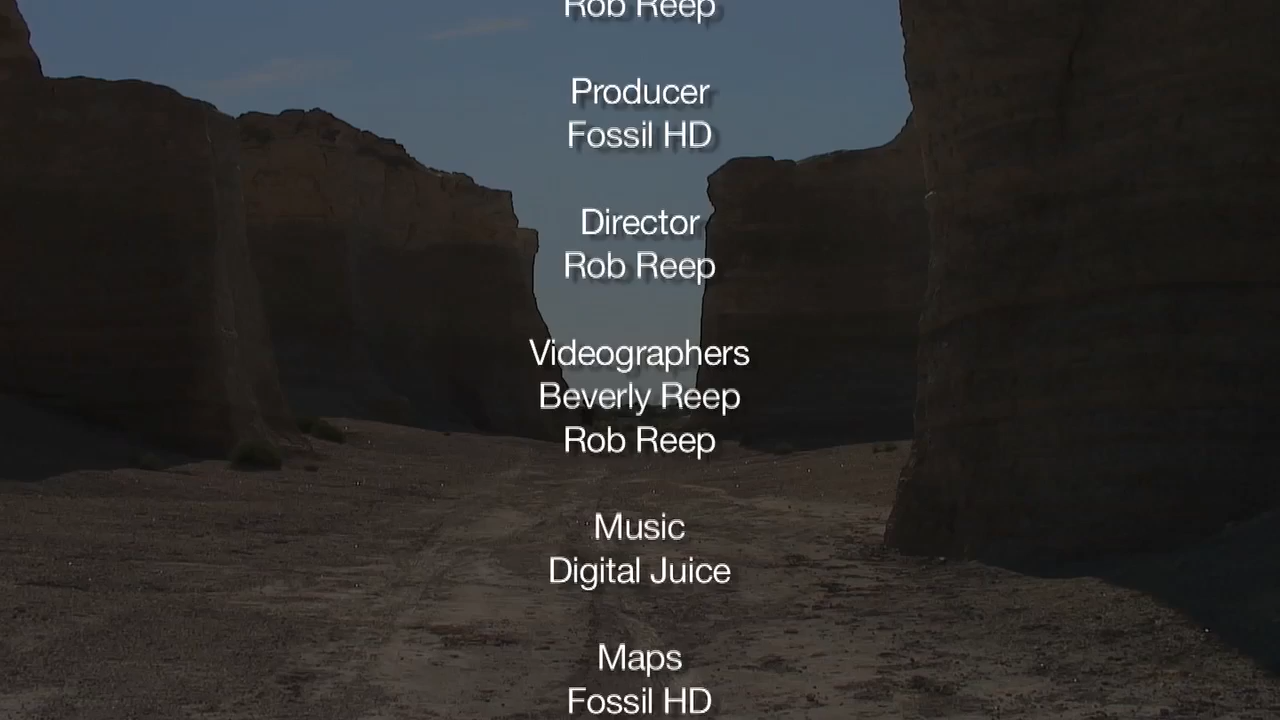 Rob Reep
Producer
Fossil HD
Director
Rob Reep
Videographers
Beverly Reep
Rob Reep
Music
Digital Juice
Maps
Fossil HD